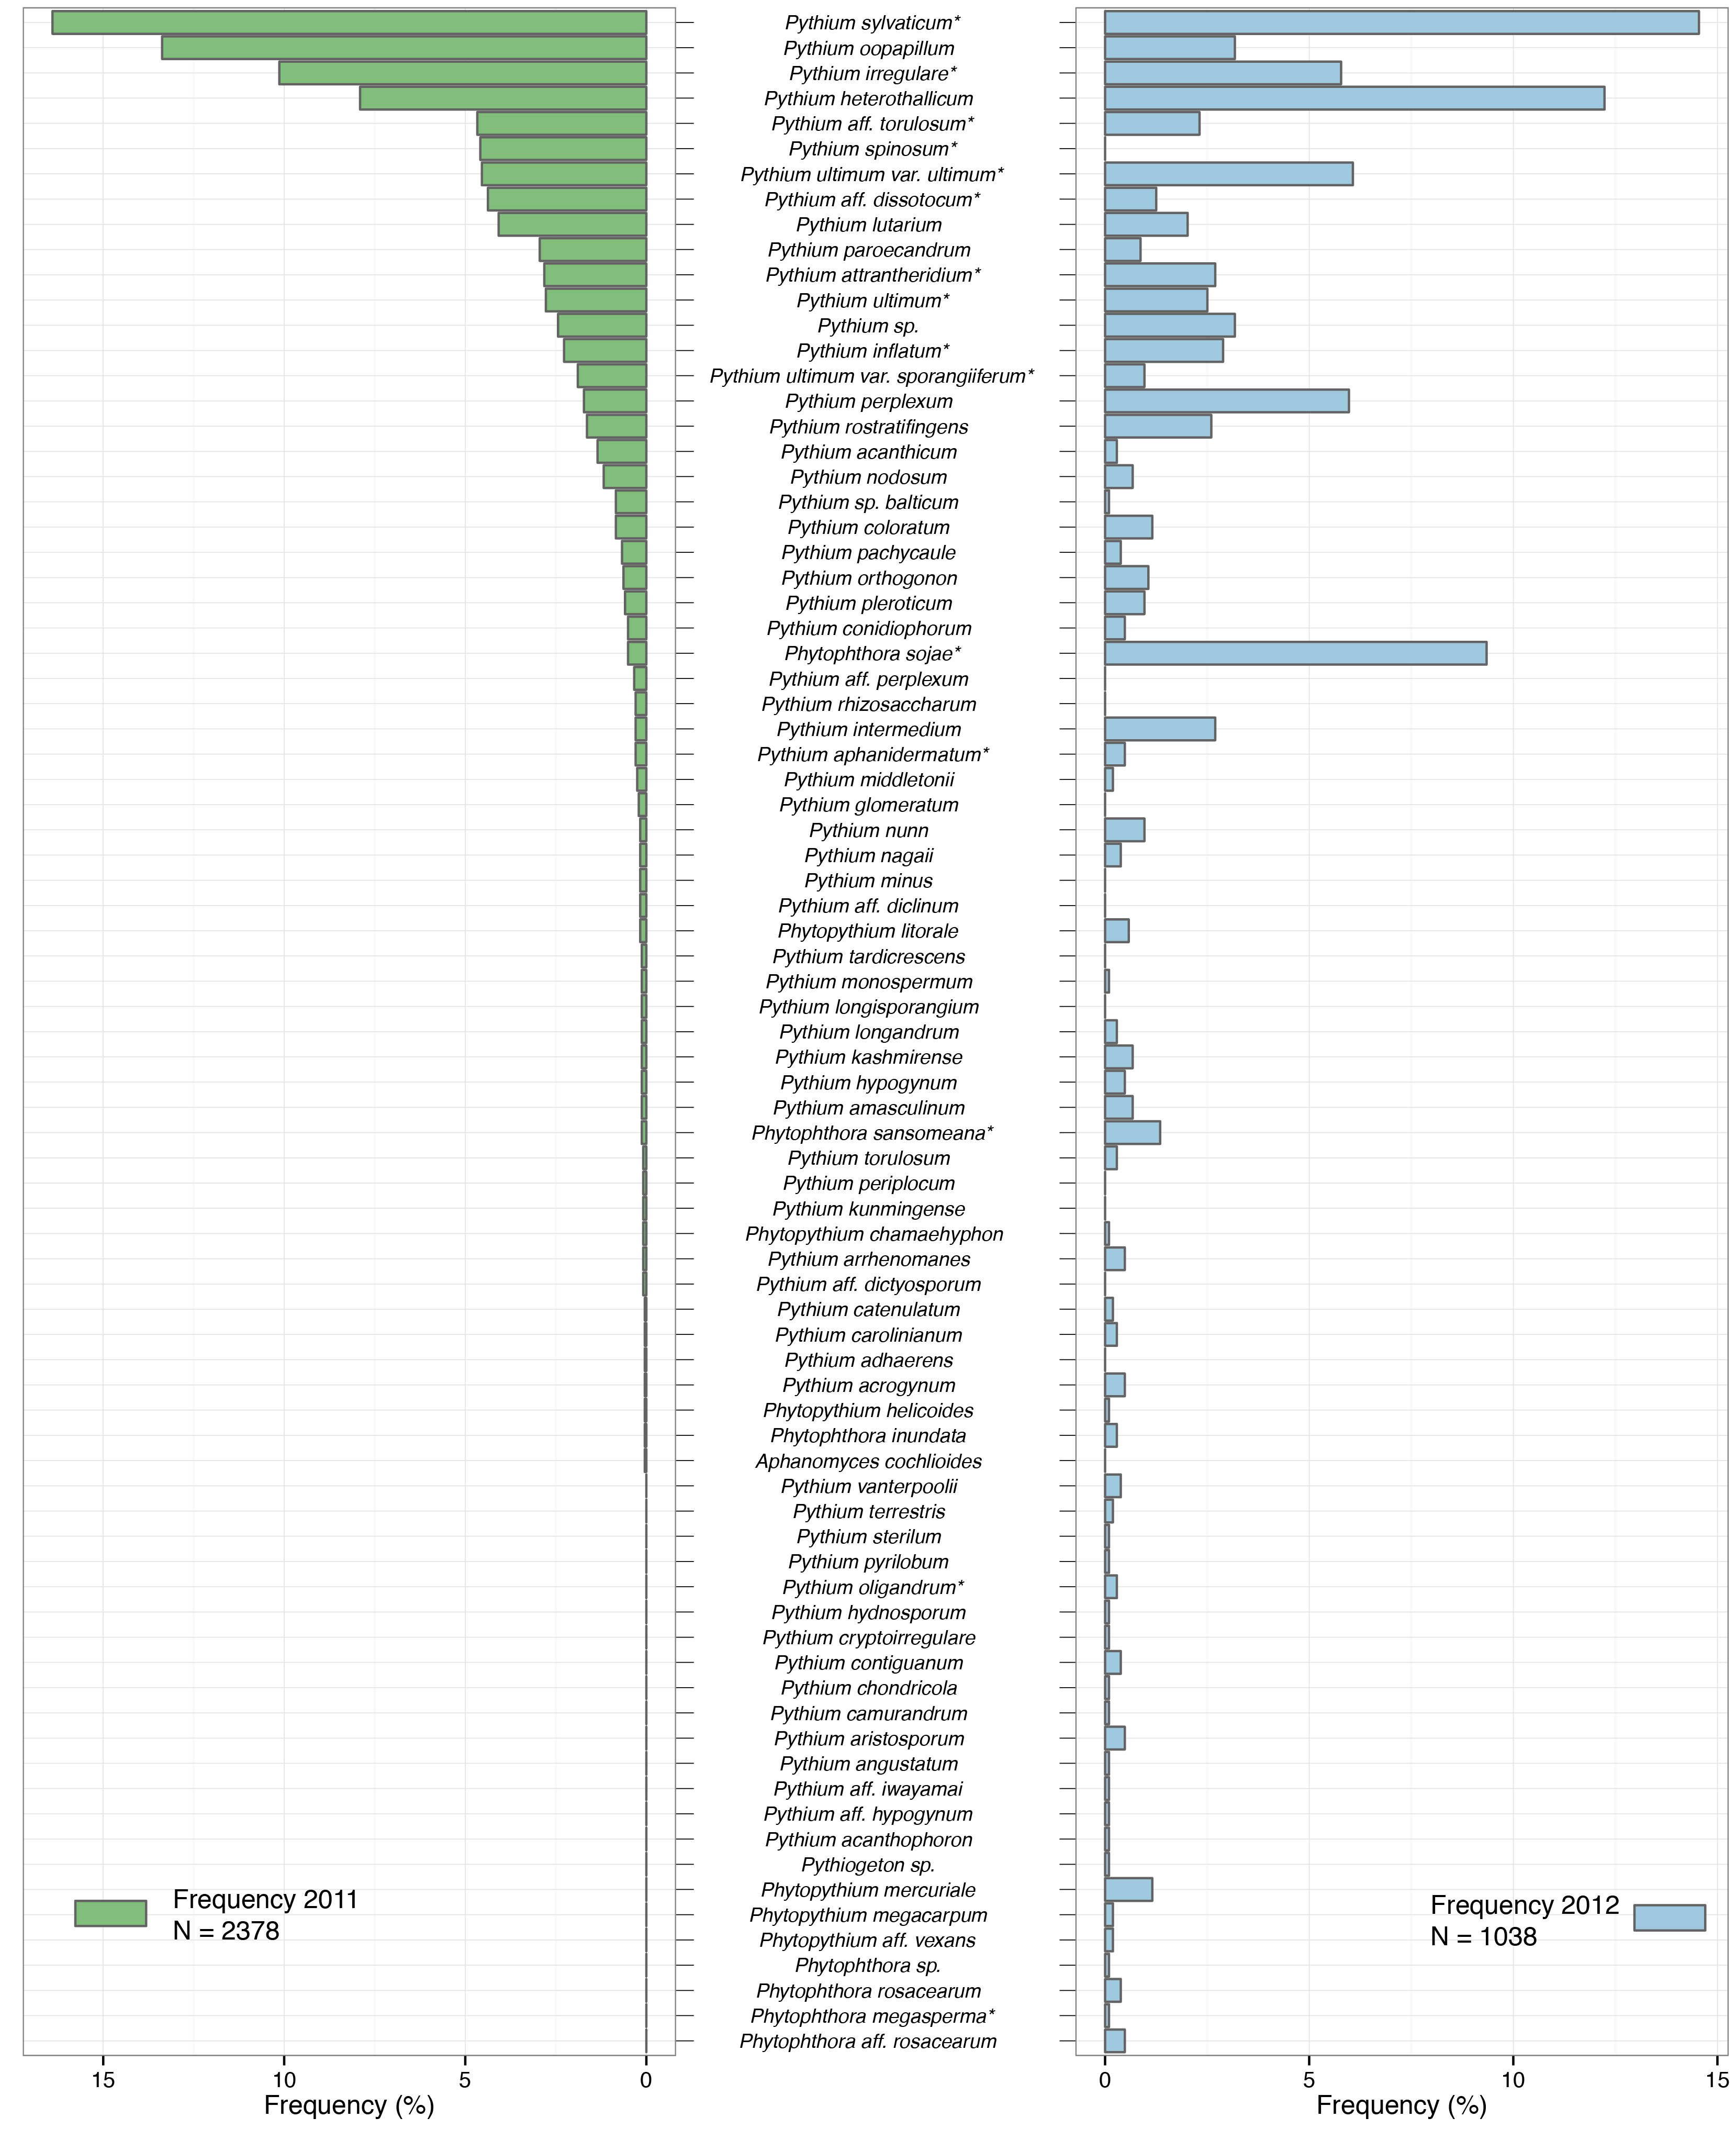 Pythium sylvaticum*
Pythium oopapillum
Pythium irregulare*
Pythium heterothallicum
Pythium aff. torulosum*
Pythium spinosum*
Pythium ultimum var. ultimum*
Pythium aff. dissotocum*
Pythium lutarium
Pythium paroecandrum
Pythium attrantheridium*
Pythium ultimum*
Pythium sp.
Pythium inflatum*
Pythium ultimum var. sporangiiferum*
Pythium perplexum
Pythium rostratifingens
Pythium acanthicum
Pythium nodosum
Pythium sp. balticum
Pythium coloratum
Pythium pachycaule
Pythium orthogonon
Pythium pleroticum
Pythium conidiophorum
Phytophthora sojae*
Pythium aff. perplexum
Pythium rhizosaccharum
Pythium intermedium
Pythium aphanidermatum*
Pythium middletonii
Pythium glomeratum
Pythium nunn
Pythium nagaii
Pythium minus
Pythium aff. diclinum
Phytopythium litorale
Pythium tardicrescens
Pythium monospermum
Pythium longisporangium
Pythium longandrum
Pythium kashmirense
Pythium hypogynum
Pythium amasculinum
Phytophthora sansomeana*
Pythium torulosum
Pythium periplocum
Pythium kunmingense
Phytopythium chamaehyphon
Pythium arrhenomanes
Pythium aff. dictyosporum
Pythium catenulatum
Pythium carolinianum
Pythium adhaerens
Pythium acrogynum
Phytopythium helicoides
Phytophthora inundata
Aphanomyces cochlioides
Pythium vanterpoolii
Pythium terrestris
Pythium sterilum
Pythium pyrilobum
Pythium oligandrum*
Pythium hydnosporum
Pythium cryptoirregulare
Pythium contiguanum
Pythium chondricola
Pythium camurandrum
Pythium aristosporum
Pythium angustatum
Pythium aff. iwayamai
Pythium aff. hypogynum
Pythium acanthophoron
Pythiogeton sp.
Phytopythium mercuriale
Phytopythium megacarpum
Phytopythium aff. vexans
Phytophthora sp.
Phytophthora rosacearum
Phytophthora megasperma*
Phytophthora aff. rosacearum
Frequency 2011
N = 2378
Frequency 2012
N = 1038
15 10 5 0
Frequency (%)
0 5 10 15
Frequency (%)